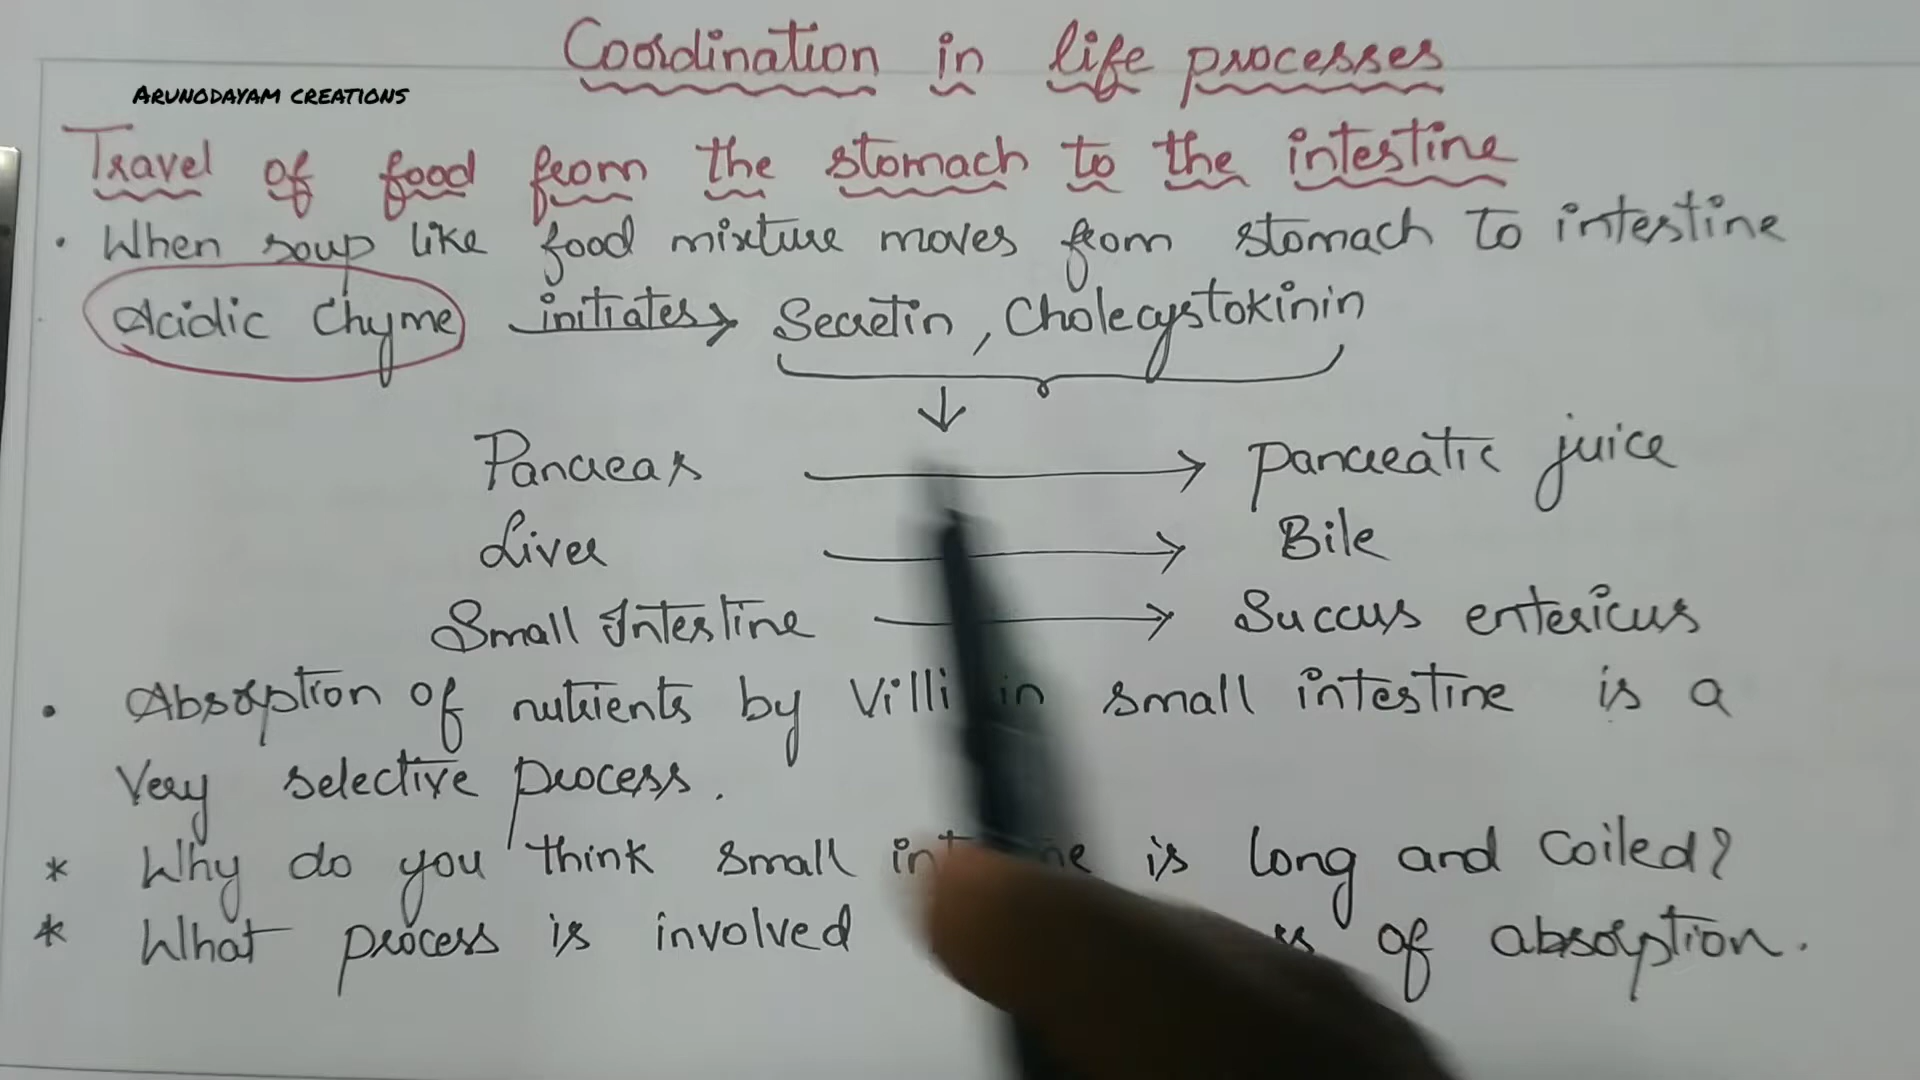 Coordination in life processes
ARUNODAYAM CREATIONS
Travel of food from the stomach to the intestine
• When soup like food mixture moves from stomach to intestine
Acidic Chyme initiates → Secretin, Cholecystokinin
↓
Pancreas → pancreatic juice
Liver → Bile
Small Intestine → Succus entericus
• Absorption of nutrients by Villi in small intestine is a
Very selective process.
* Why do you think small is long and coiled?
* What process is involved of absorption.